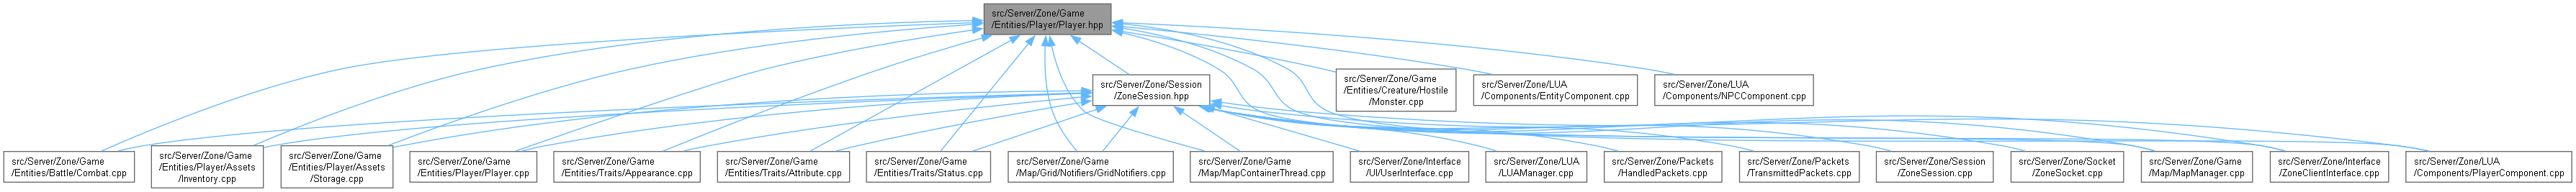 src/Server/Zone/Game
/Entities/Player/Player.hpp
src/Server/Zone/Session
/ZoneSession.hpp
src/Server/Zone/Game
/Entities/Creature/Hostile
/Monster.cpp
src/Server/Zone/LUA
/Components/EntityComponent.cpp
src/Server/Zone/LUA
/Components/NPCComponent.cpp
src/Server/Zone/Game
/Entities/Battle/Combat.cpp
src/Server/Zone/Game
/Entities/Player/Assets
/Inventory.cpp
src/Server/Zone/Game
/Entities/Player/Assets
/Storage.cpp
src/Server/Zone/Game
/Entities/Player/Player.cpp
src/Server/Zone/Game
/Entities/Traits/Appearance.cpp
src/Server/Zone/Game
/Entities/Traits/Attribute.cpp
src/Server/Zone/Game
/Entities/Traits/Status.cpp
src/Server/Zone/Game
/Map/Grid/Notifiers/GridNotifiers.cpp
src/Server/Zone/Game
/Map/MapContainerThread.cpp
src/Server/Zone/Interface
/UI/UserInterface.cpp
src/Server/Zone/LUA
/LUAManager.cpp
src/Server/Zone/Packets
/HandledPackets.cpp
src/Server/Zone/Packets
/TransmittedPackets.cpp
src/Server/Zone/Session
/ZoneSession.cpp
src/Server/Zone/Socket
/ZoneSocket.cpp
src/Server/Zone/Game
/Map/MapManager.cpp
src/Server/Zone/Interface
/ZoneClientInterface.cpp
src/Server/Zone/LUA
/Components/PlayerComponent.cpp